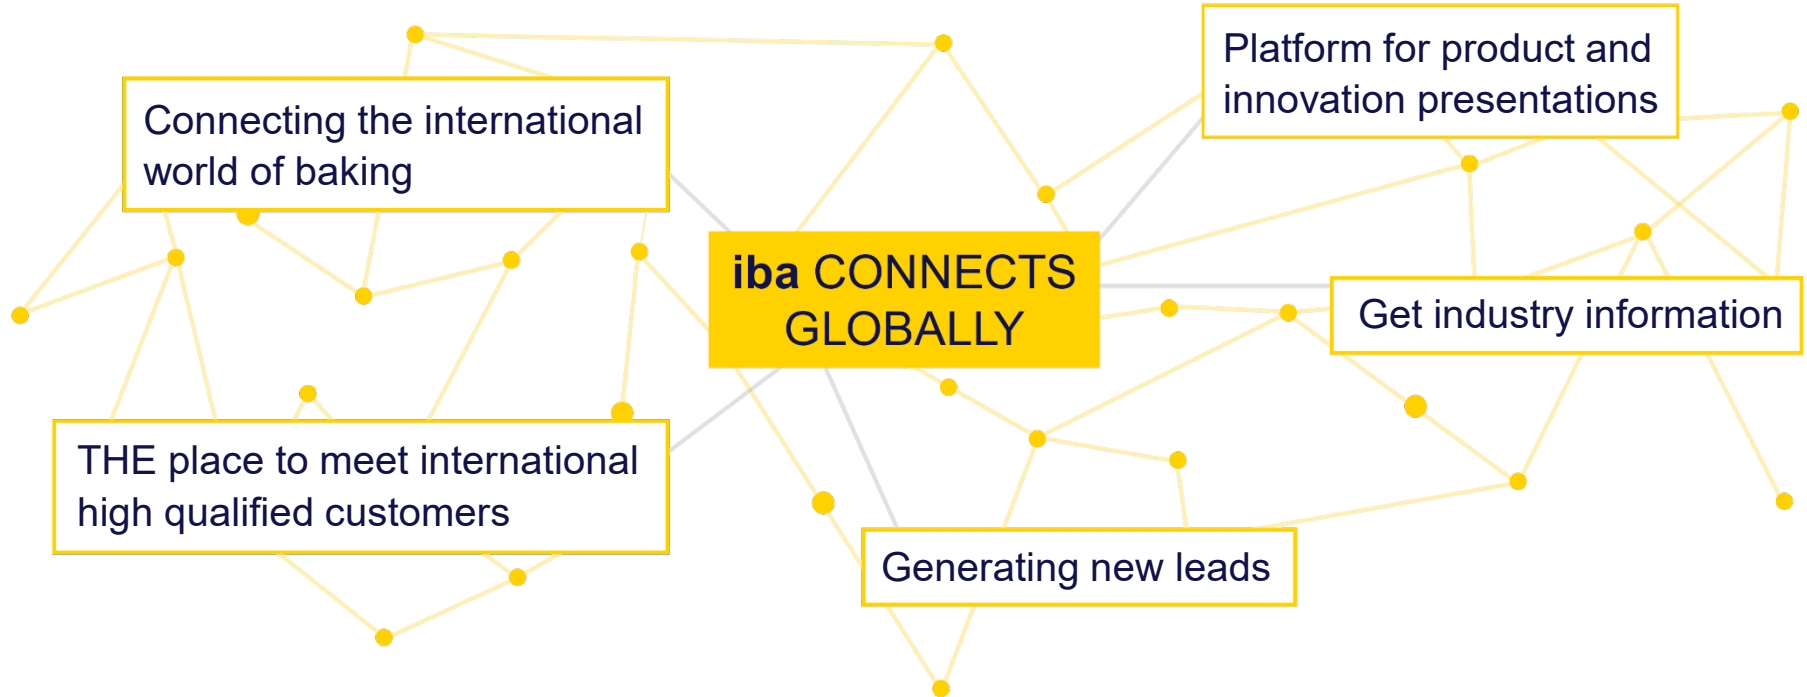 Connecting the international
world of baking
Platform for product and
innovation presentations
iba CONNECTS
GLOBALLY
Get industry information
THE place to meet international
high qualified customers
Generating new leads